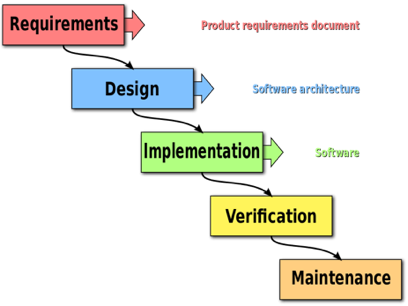 Requirements
Product requirements document
Design
Software architecture
Implementation
Software
Verification
Maintenance